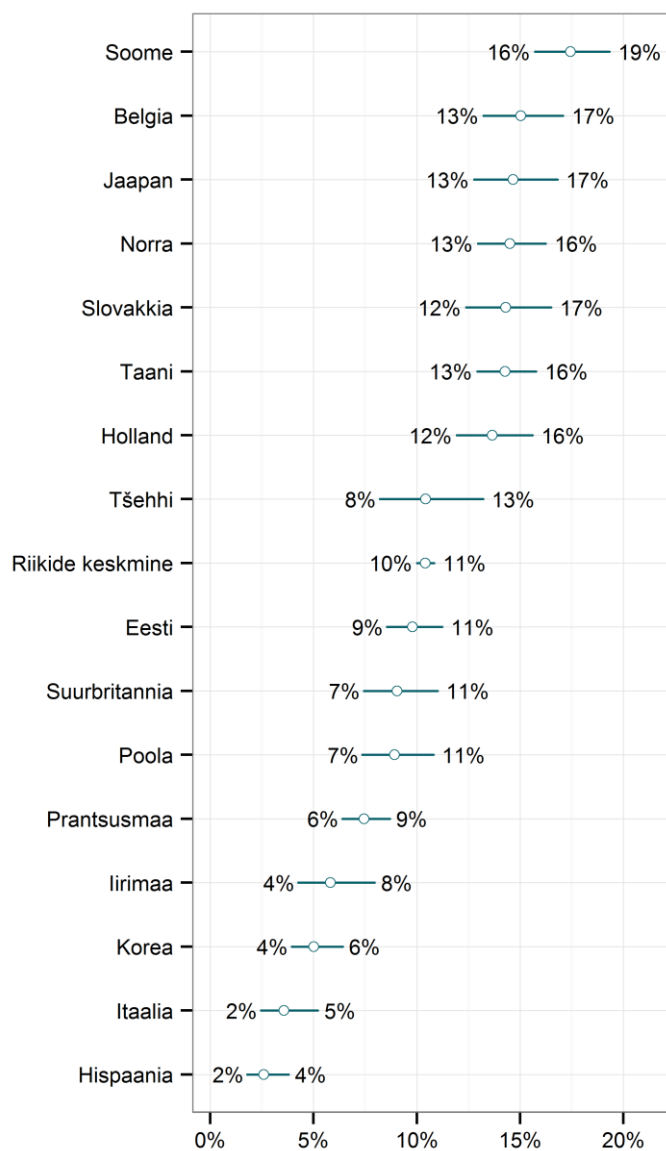 Soome 16% 19%
Belgia 13% 17%
Jaapan 13% 17%
Norra 13% 16%
Slovakkia 12% 17%
Taani 13% 16%
Holland 12% 16%
Tšehhi 8% 13%
Riikide keskmine 10% 11%
Eesti 9% 11%
Suurbritannia 7% 11%
Poola 7% 11%
Prantsusmaa 6% 9%
Iirimaa 4% 8%
Korea 4% 6%
Itaalia 2% 5%
Hispaania 2% 4%
0% 5% 10% 15% 20%